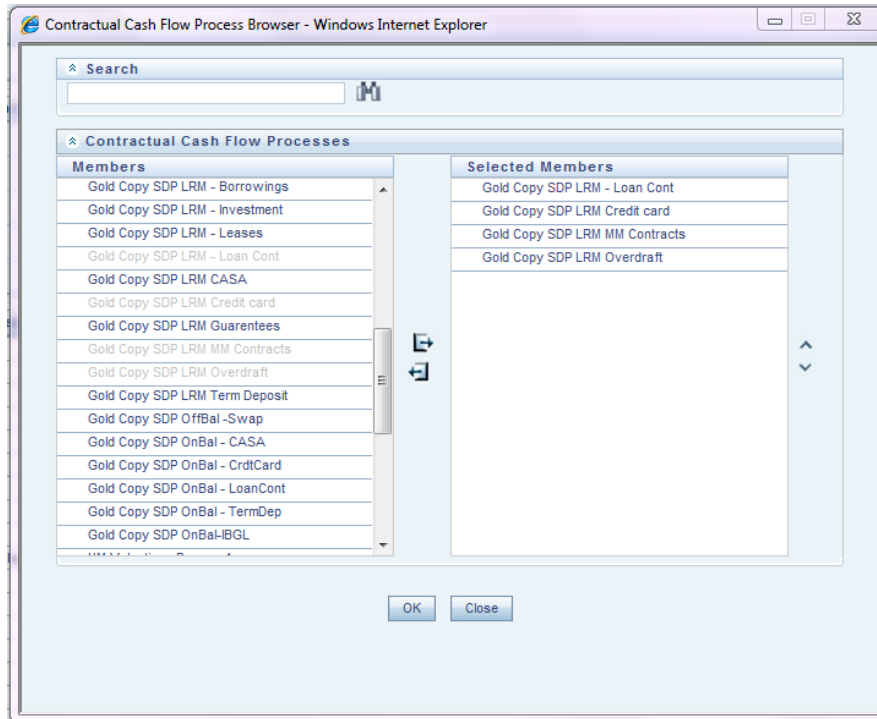 Contractual Cash Flow Process Browser - Windows Internet Explorer
Search
Contractual Cash Flow Processes
Members
Gold Copy SDP LRM - Borrowings
Gold Copy SDP LRM - Investment
Gold Copy SDP LRM - Leases
Gold Copy SDP LRM - Loan Cont
Gold Copy SDP LRM CASA
Gold Copy SDP LRM Credit card
Gold Copy SDP LRM Guarentees
Gold Copy SDP LRM MM Contracts
Gold Copy SDP LRM Overdraft
Gold Copy SDP LRM Term Deposit
Gold Copy SDP OffBal -Swap
Gold Copy SDP OnBal - CASA
Gold Copy SDP OnBal - CrdtCard
Gold Copy SDP OnBal - LoanCont
Gold Copy SDP OnBal - TermDep
Gold Copy SDP OnBal-IBGL
Selected Members
Gold Copy SDP LRM - Loan Cont
Gold Copy SDP LRM Credit card
Gold Copy SDP LRM MM Contracts
Gold Copy SDP LRM Overdraft
OK
Close